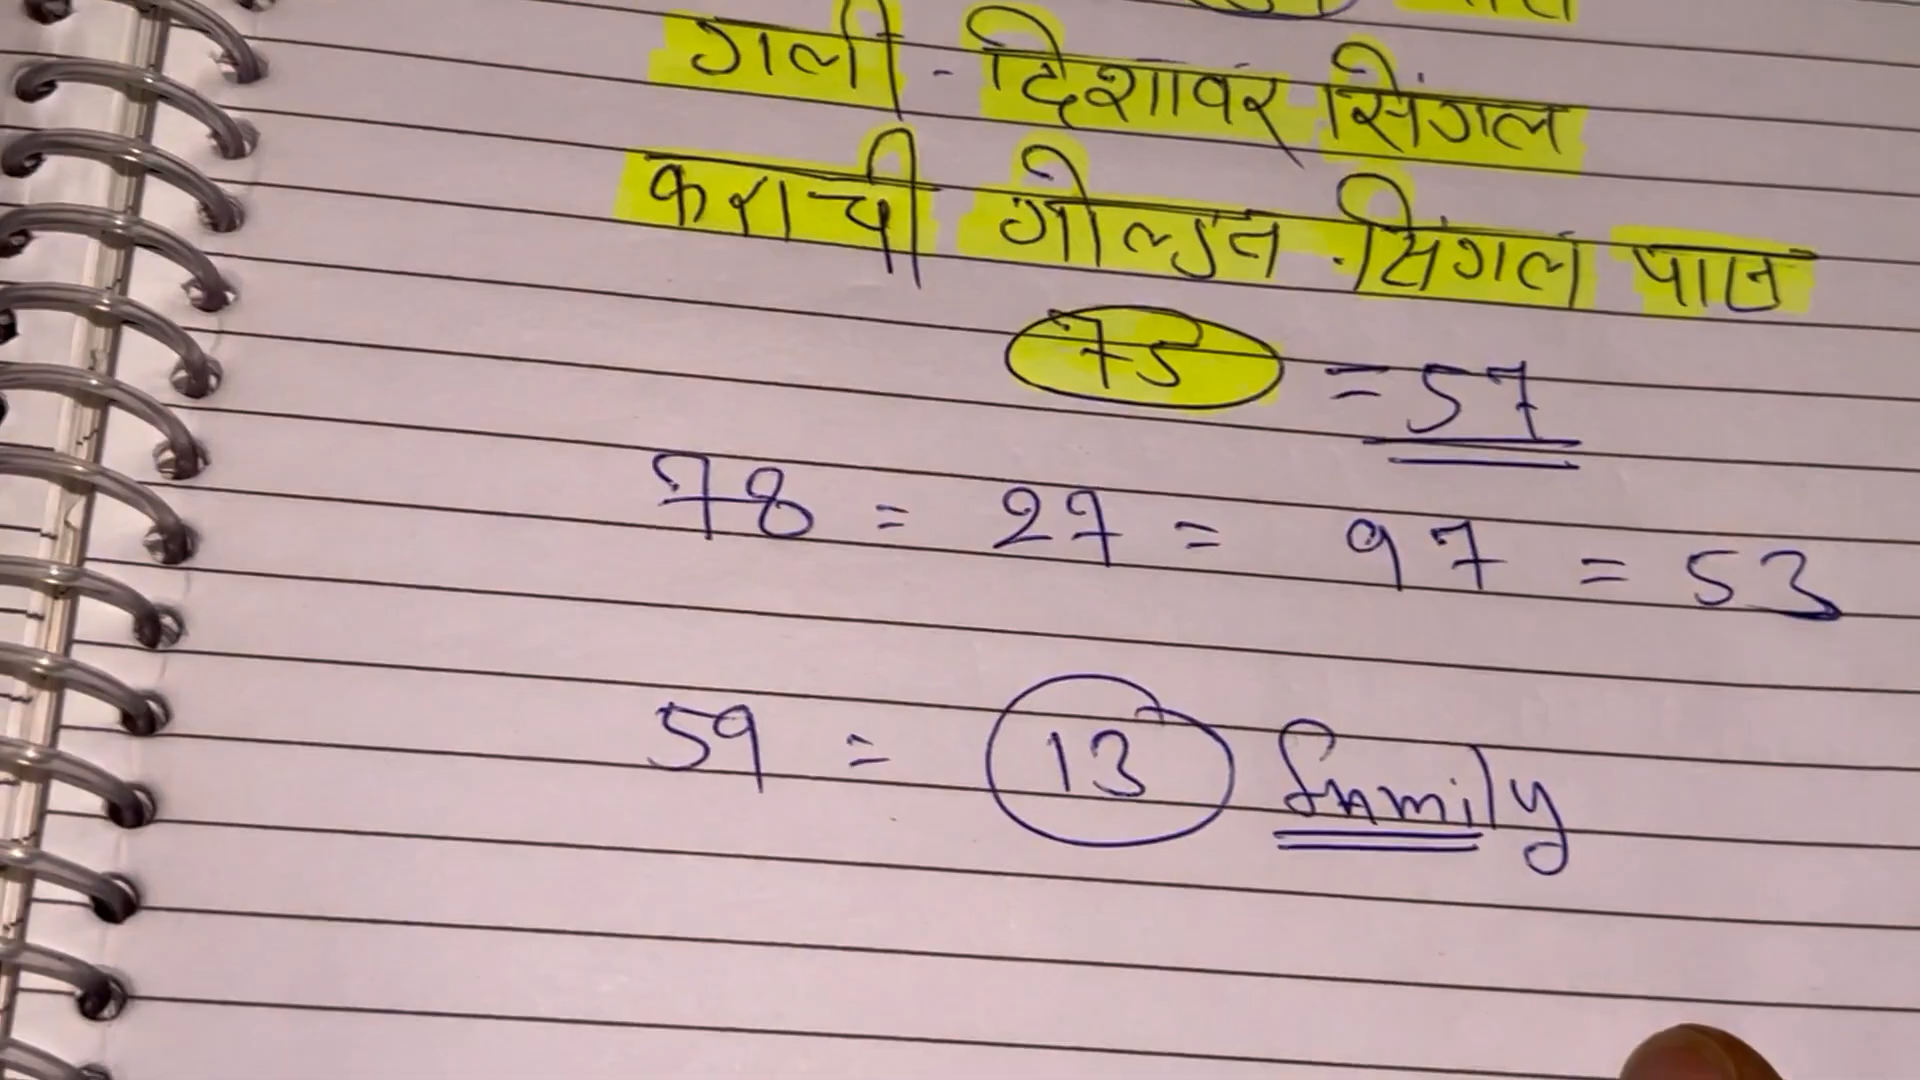 गली - दिशावर सिंगल
कराची गोल्डन सिंगल पास
75 = 57
78 = 27 = 97 = 53
59 = 13 family